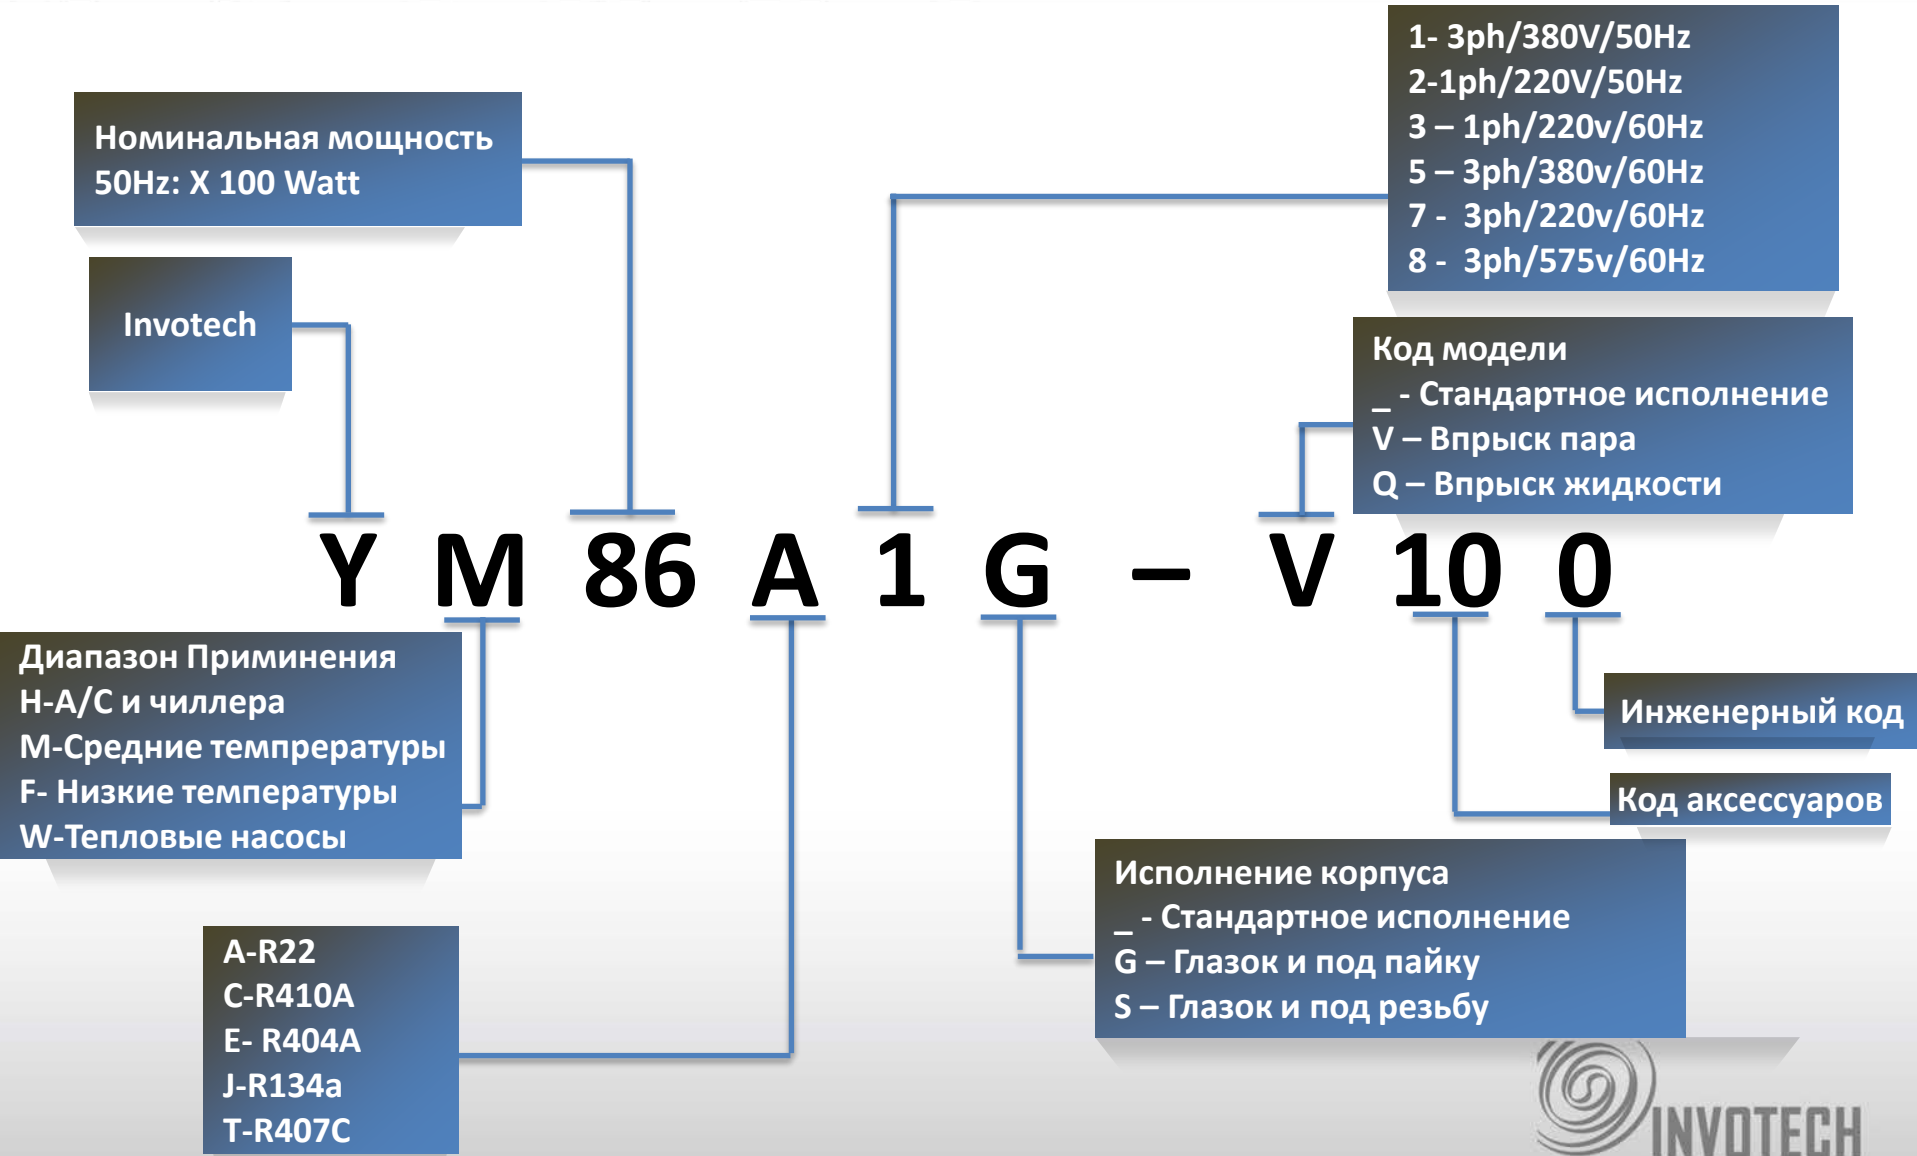 1- 3ph/380V/50Hz
2-1ph/220V/50Hz
3 – 1ph/220v/60Hz
5 – 3ph/380v/60Hz
7 - 3ph/220v/60Hz
8 - 3ph/575v/60Hz
Номинальная мощность
50Hz: X 100 Watt
Invotech
Код модели
_ - Стандартное исполнение
V – Впрыск пара
Q – Впрыск жидкости
Y M 86 A 1 G – V 10 0
Диапазон Приминения
H-A/C и чиллера
M-Средние темпрературы
F- Низкие температуры
W-Тепловые насосы
Инженерный код
Код аксессуаров
Исполнение корпуса
_ - Стандартное исполнение
G – Глазок и под пайку
S – Глазок и под резьбу
A-R22
C-R410A
E- R404A
J-R134a
T-R407C
INVOTECH